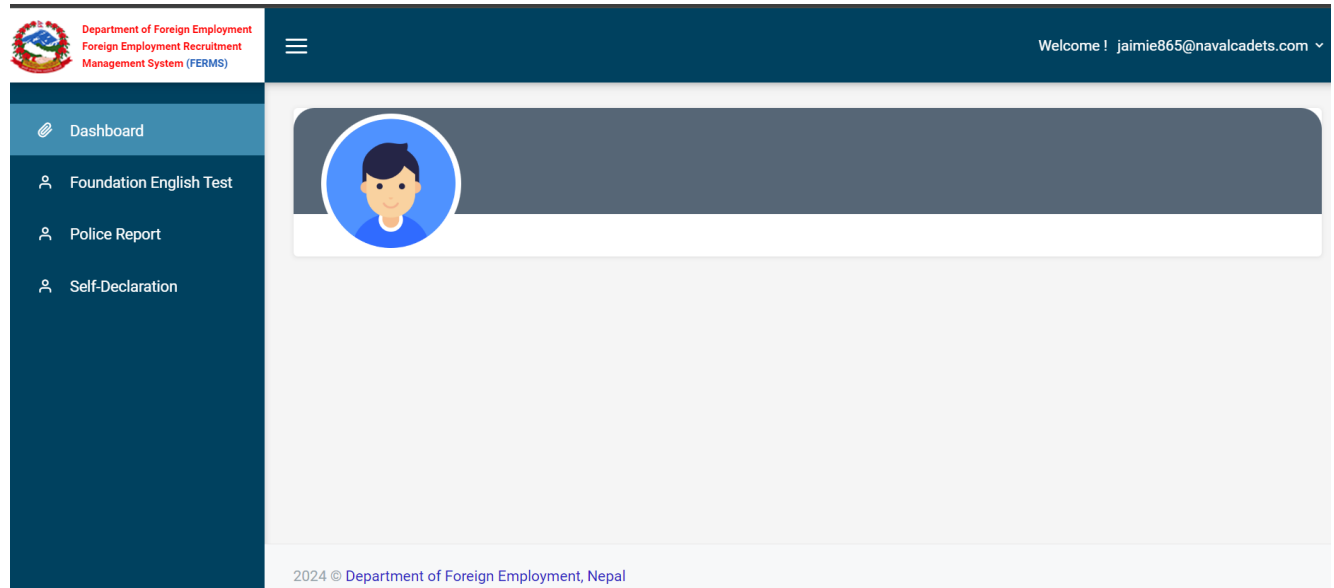 Department of Foreign Employment
Foreign Employment Recruitment
Management System (FERMS)
Welcome ! jaimie865@navalcadets.com
Dashboard
Foundation English Test
Police Report
Self-Declaration
2024 © Department of Foreign Employment, Nepal